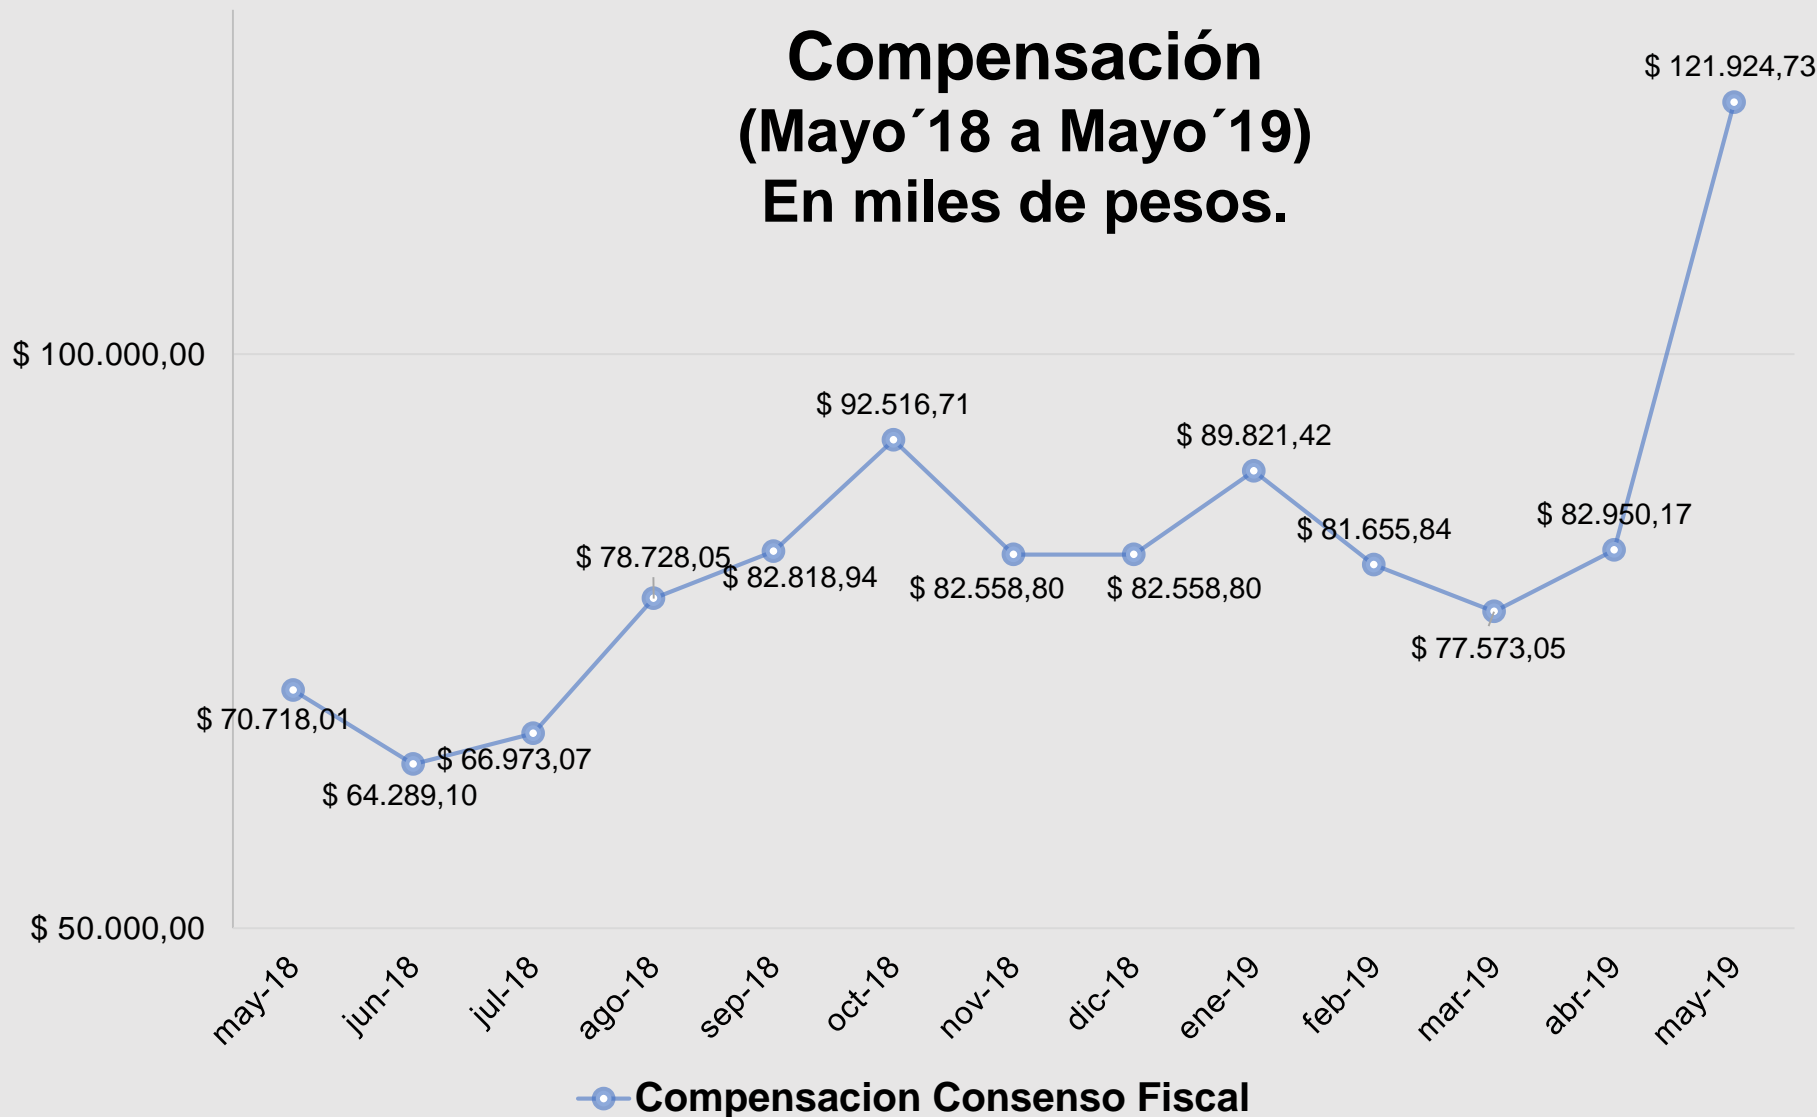 Compensación
(Mayo´18 a Mayo´19)
En miles de pesos.
$ 121.924,73
$ 100.000,00
$ 92.516,71
$ 89.821,42
$ 82.950,17
$ 81.655,84
$ 78.728,05
$ 82.818,94
$ 82.558,80
$ 82.558,80
$ 77.573,05
$ 70.718,01
$ 66.973,07
$ 64.289,10
$ 50.000,00
may-18
jun-18
jul-18
ago-18
sep-18
oct-18
nov-18
dic-18
ene-19
feb-19
mar-19
abr-19
may-19
Compensacion Consenso Fiscal